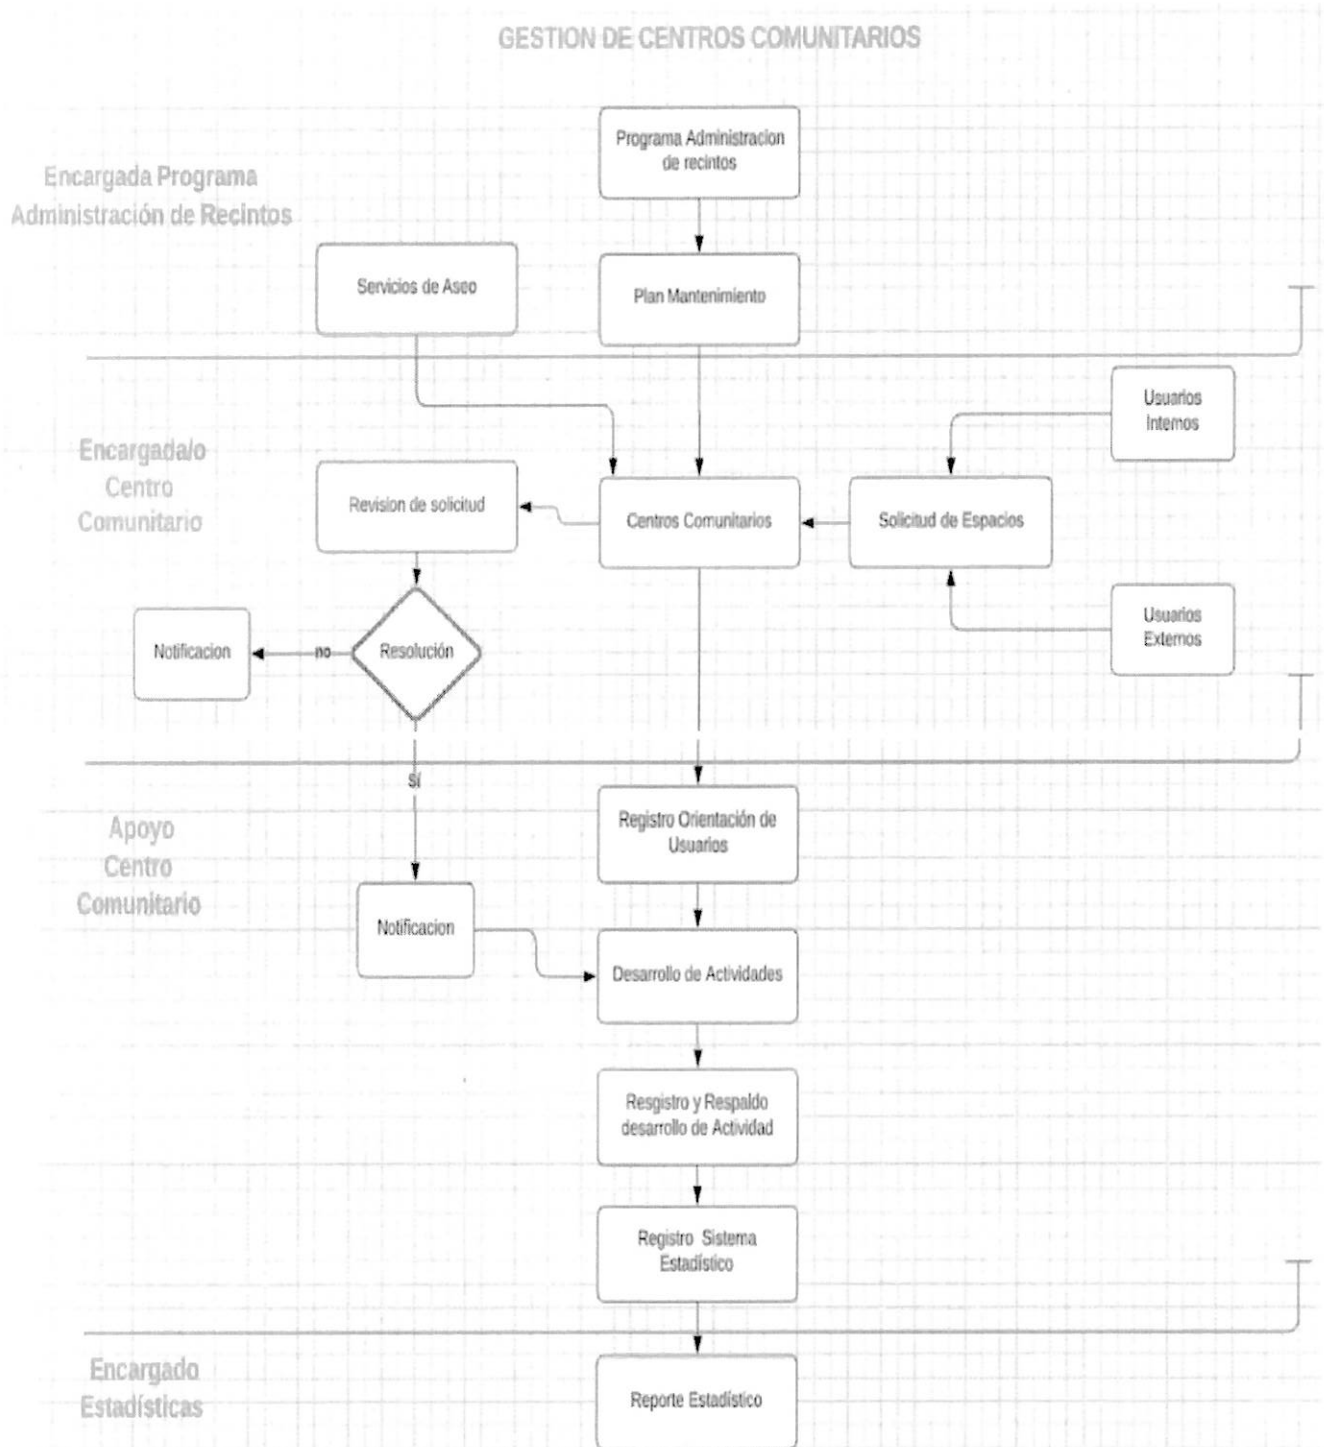 GESTION DE CENTROS COMUNITARIOS
Programa Administracion
de recintos
Encargada Programa
Administración de Recintos
Servicios de Aseo
Plan Mantenimiento
Usuarios
Internos
Encargada/o
Centro
Comunitario
Revision de solicitud
Centros Comunitarios
Solicitud de Espacios
Usuarios
Externos
Notificacion
no
Resolución
Sí
Registro Orientación de
Usuarios
Apoyo
Centro
Comunitario
Notificacion
Desarrollo de Actividades
Resgistro y Respaldo
desarrollo de Actividad
Registro Sistema
Estadístico
Encargado
Estadísticas
Reporte Estadístico